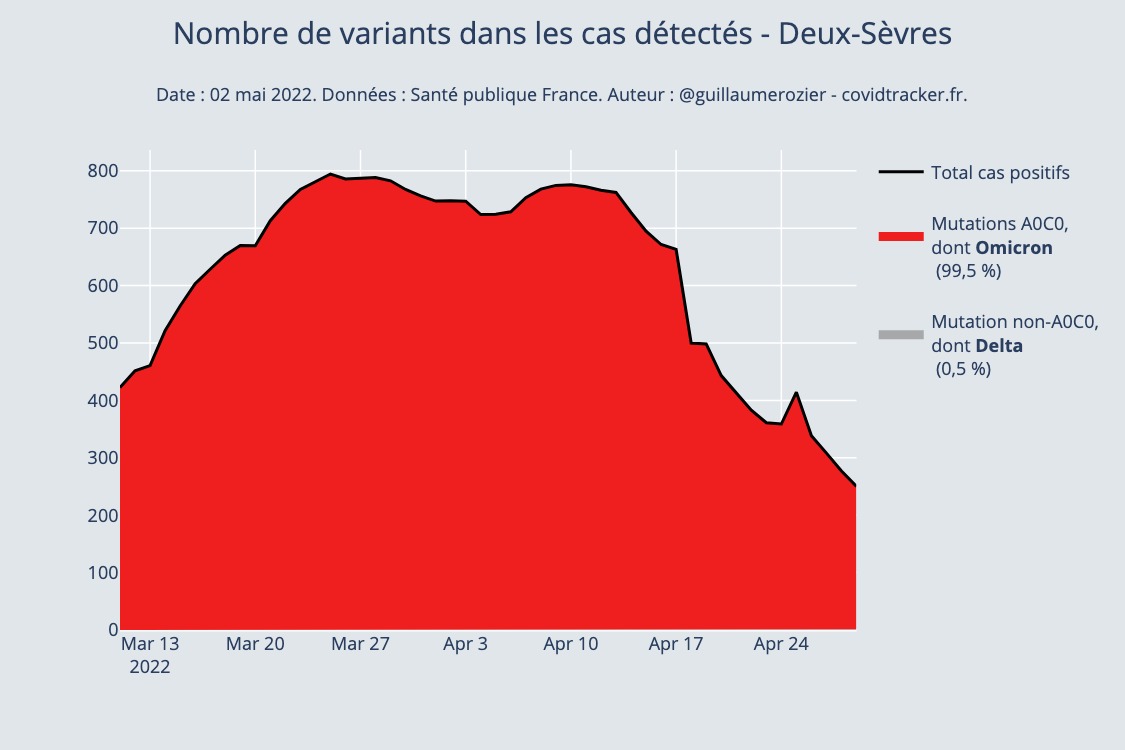 Nombre de variants dans les cas détectés - Deux-Sèvres
Date : 02 mai 2022. Données : Santé publique France. Auteur : @guillaumerozier - covidtracker.fr.
800
700
600
500
400
300
200
100
0
Mar 13
2022
Mar 20
Mar 27
Apr 3
Apr 10
Apr 17
Apr 24
Total cas positifs
Mutations A0C0,
dont Omicron
(99,5 %)
Mutation non-A0C0,
dont Delta
(0,5 %)